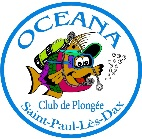 OCEANA
Club de Plongée
Saint-Paul-Lès-Dax